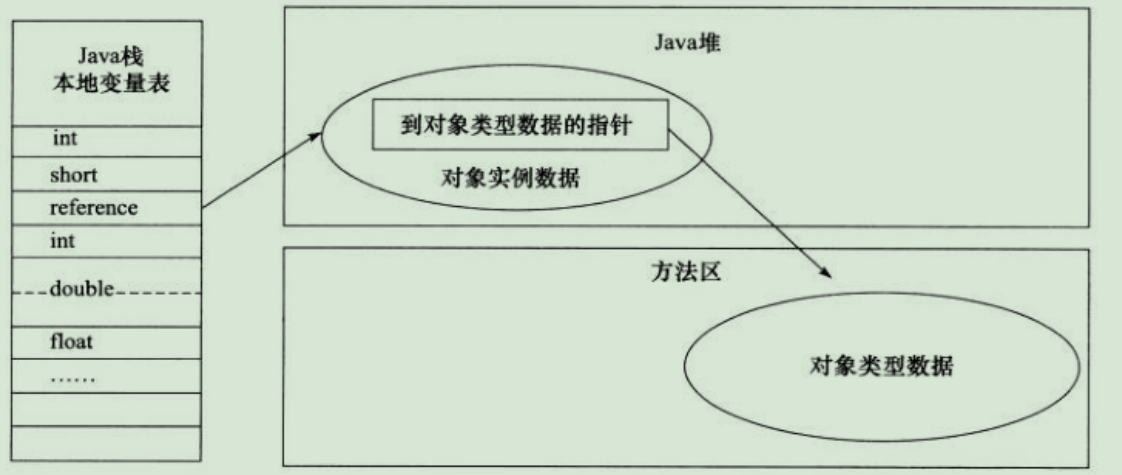 Java栈
本地变量表
int
short
reference
int
double
float
……
Java堆
到对象类型数据的指针
对象实例数据
方法区
对象类型数据